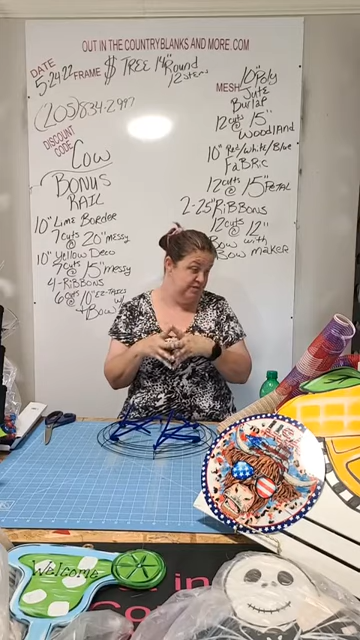 OUT IN THE COUNTRYBLANKS AND MORE.COM
DATE
5-24-22
FRAME
$ TREE 14" Round
12 stems
(205) 834-2997
DISCOUNT
CODE
Cow
BONUS
RAIL
10" Lime Border
7 cuts @ 20" messy
10" Yellow Deco
7 cuts @ 15" messy
4-Ribbons
+Bow
MESH
10" Poly
Jute
Burlap
12 cuts @ 15"
Woodland
10" Red/White/Blue
FABRIC
12 cuts @ 15" Petal
2-25" RiBBONS
12 cuts @ 12"
Bow with
Bow maker
WELCOME